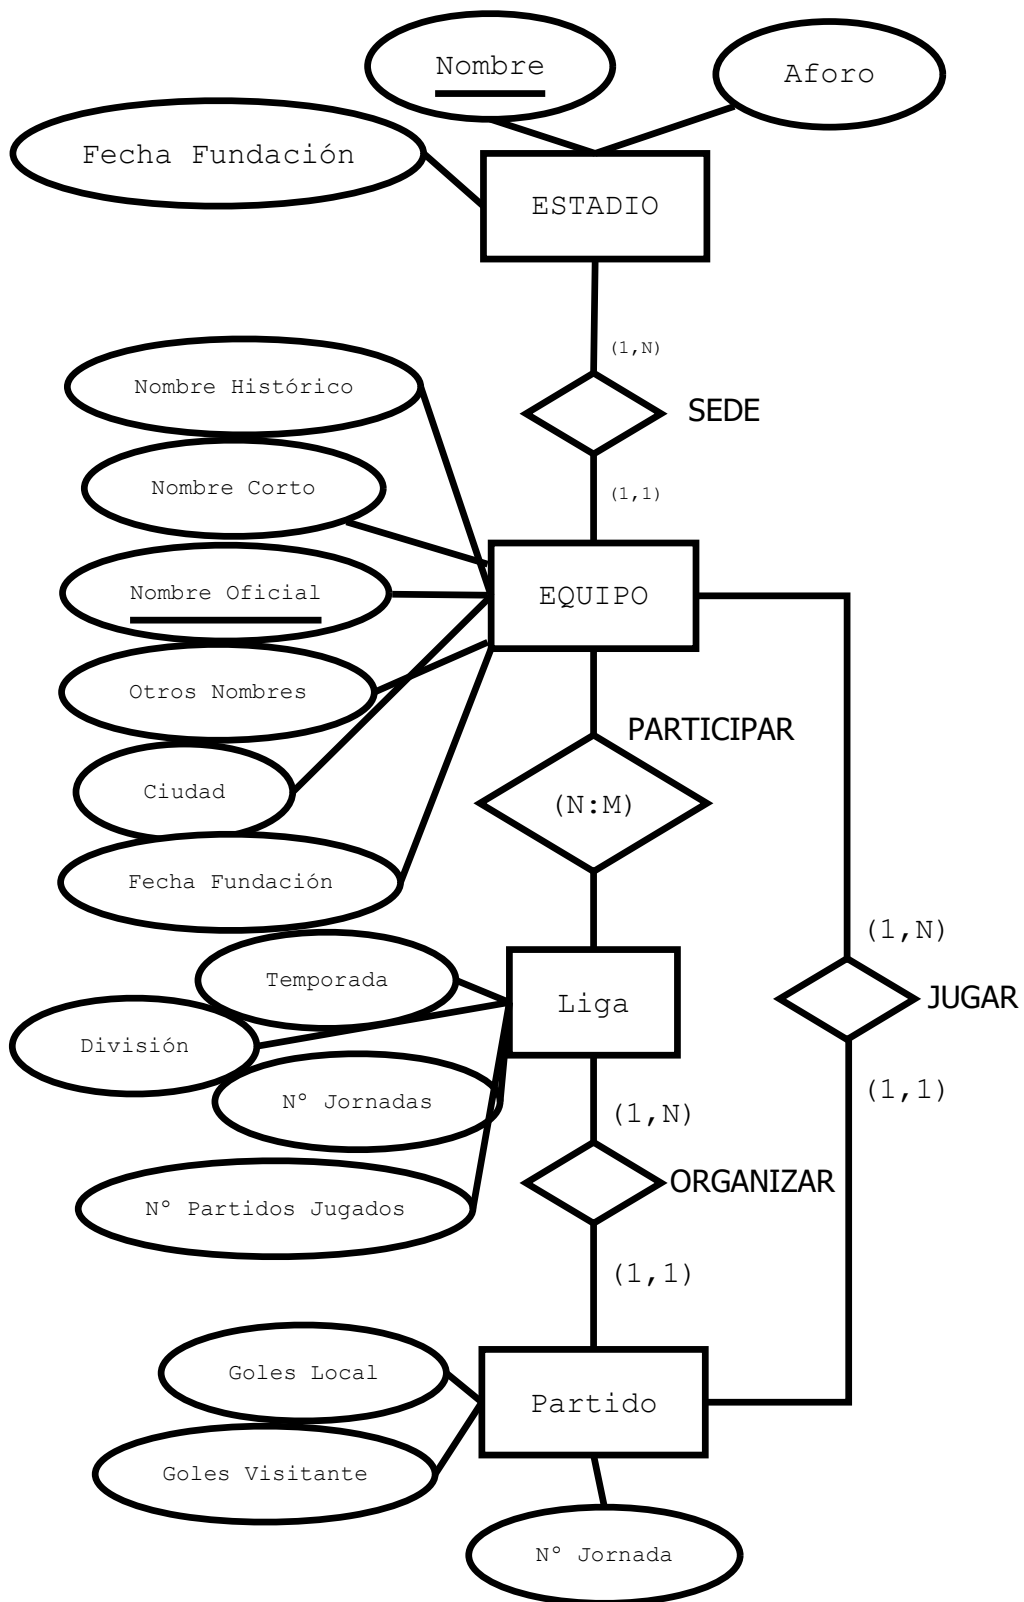 Nombre
Aforo
Fecha Fundación
ESTADIO
(1,N)
Nombre Histórico
SEDE
Nombre Corto
(1,1)
Nombre Oficial
EQUIPO
Otros Nombres
PARTICIPAR
Ciudad
(N:M)
Fecha Fundación
(1,N)
Temporada
Liga
JUGAR
División
Nº Jornadas
(1,1)
(1,N)
ORGANIZAR
Nº Partidos Jugados
(1,1)
Goles Local
Partido
Goles Visitante
Nº Jornada